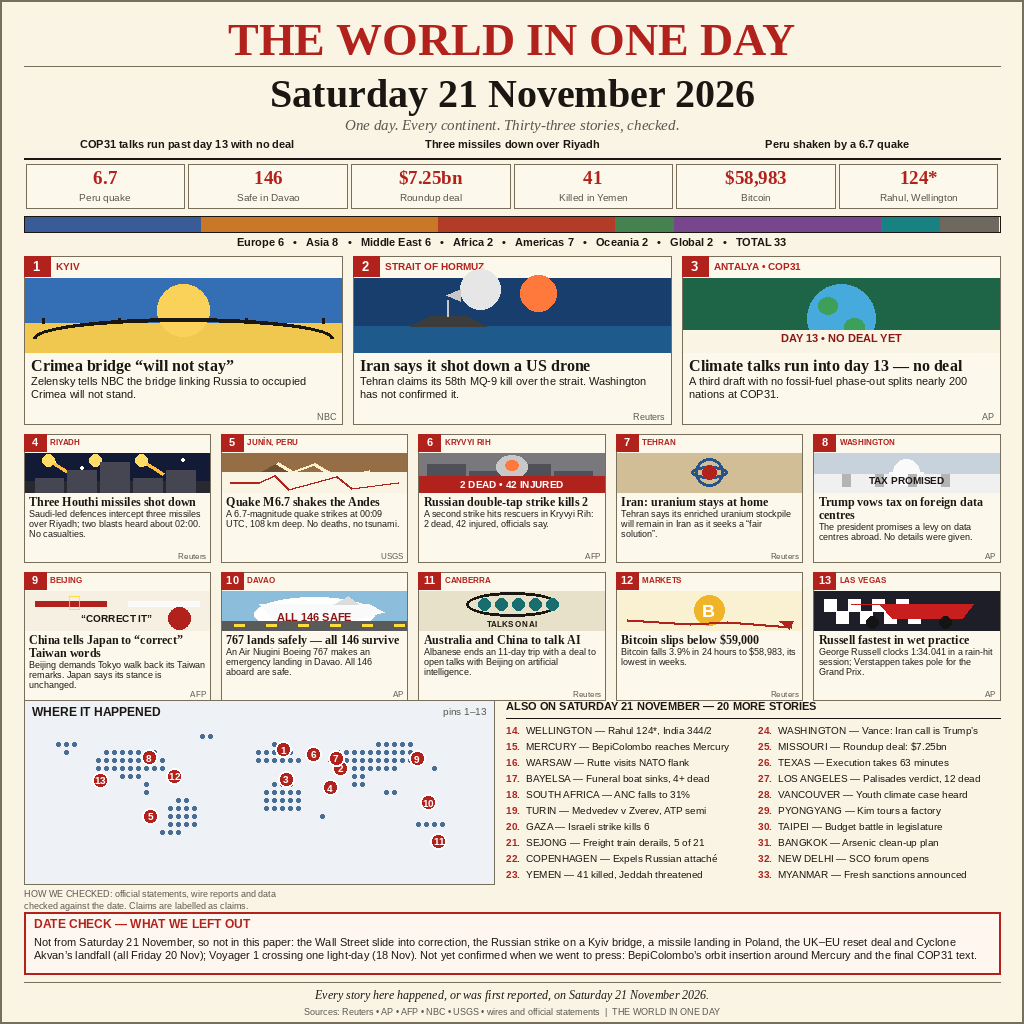 THE WORLD IN ONE DAY
Saturday 21 November 2026
One day. Every continent. Thirty-three stories, checked.
COP31 talks run past day 13 with no deal
Three missiles down over Riyadh
Peru shaken by a 6.7 quake
6.7
Peru quake
146
Safe in Davao
$7.25bn
Roundup deal
41
Killed in Yemen
$58,983
Bitcoin
124*
Rahul, Wellington
Europe 6 • Asia 8 • Middle East 6 • Africa 2 • Americas 7 • Oceania 2 • Global 2 • TOTAL 33
1 KYIV
Crimea bridge “will not stay”
Zelensky tells NBC the bridge linking Russia to occupied
Crimea will not stand.
NBC
2 STRAIT OF HORMUZ
Iran says it shot down a US drone
Tehran claims its 58th MQ-9 kill over the strait. Washington
has not confirmed it.
Reuters
3 ANTALYA • COP31
DAY 13 • NO DEAL YET
Climate talks run into day 13 — no deal
A third draft with no fossil-fuel phase-out splits nearly 200
nations at COP31.
AP
4 RIYADH
Three Houthi missiles shot down
Saudi-led defences intercept three missiles
over Riyadh; two blasts heard about 02:00.
No casualties.
Reuters
5 JUNÍN, PERU
Quake M6.7 shakes the Andes
A 6.7-magnitude quake strikes at 00:09
UTC, 108 km deep. No deaths, no tsunami.
USGS
6 KRYVYI RIH
2 DEAD • 42 INJURED
Russian double-tap strike kills 2
A second strike hits rescuers in Kryvyi Rih:
2 dead, 42 injured, officials say.
AFP
7 TEHRAN
Iran: uranium stays at home
Tehran says its enriched uranium stockpile
will remain in Iran as it seeks a “fair
solution”.
Reuters
8 WASHINGTON
TAX PROMISED
Trump vows tax on foreign data
centres
The president promises a levy on data
centres abroad. No details were given.
AP
9 BEIJING
“CORRECT IT”
China tells Japan to “correct”
Taiwan words
Beijing demands Tokyo walk back its Taiwan
remarks. Japan says its stance is
unchanged.
AFP
10 DAVAO
ALL 146 SAFE
767 lands safely — all 146 survive
An Air Niugini Boeing 767 makes an
emergency landing in Davao. All 146
aboard are safe.
AP
11 CANBERRA
TALKS ON AI
Australia and China to talk AI
Albanese ends an 11-day trip with a deal to
open talks with Beijing on artificial
intelligence.
Reuters
12 MARKETS
B
Bitcoin slips below $59,000
Bitcoin falls 3.9% in 24 hours to $58,983, its
lowest in weeks.
Reuters
13 LAS VEGAS
Russell fastest in wet practice
George Russell clocks 1:34.041 in a rain-hit
session; Verstappen takes pole for the
Grand Prix.
AP
WHERE IT HAPPENED
pins 1–13
1
6
7
2
9
8
13
12
3
4
5
10
11
HOW WE CHECKED: official statements, wire reports and data
checked against the date. Claims are labelled as claims.
ALSO ON SATURDAY 21 NOVEMBER — 20 MORE STORIES
14. WELLINGTON — Rahul 124*, India 344/2
15. MERCURY — BepiColombo reaches Mercury
16. WARSAW — Rutte visits NATO flank
17. BAYELSA — Funeral boat sinks, 4+ dead
18. SOUTH AFRICA — ANC falls to 31%
19. TURIN — Medvedev v Zverev, ATP semi
20. GAZA — Israeli strike kills 6
21. SEJONG — Freight train derails, 5 of 21
22. COPENHAGEN — Expels Russian attaché
23. YEMEN — 41 killed, Jeddah threatened
24. WASHINGTON — Vance: Iran call is Trump's
25. MISSOURI — Roundup deal: $7.25bn
26. TEXAS — Execution takes 63 minutes
27. LOS ANGELES — Palisades verdict, 12 dead
28. VANCOUVER — Youth climate case heard
29. PYONGYANG — Kim tours a factory
30. TAIPEI — Budget battle in legislature
31. BANGKOK — Arsenic clean-up plan
32. NEW DELHI — SCO forum opens
33. MYANMAR — Fresh sanctions announced
DATE CHECK — WHAT WE LEFT OUT
Not from Saturday 21 November, so not in this paper: the Wall Street slide into correction, the Russian strike on a Kyiv bridge, a missile landing in Poland, the UK–EU reset deal and Cyclone
Akvan's landfall (all Friday 20 Nov); Voyager 1 crossing one light-day (18 Nov). Not yet confirmed when we went to press: BepiColombo's orbit insertion around Mercury and the final COP31 text.
Every story here happened, or was first reported, on Saturday 21 November 2026.
Sources: Reuters • AP • AFP • NBC • USGS • wires and official statements | THE WORLD IN ONE DAY